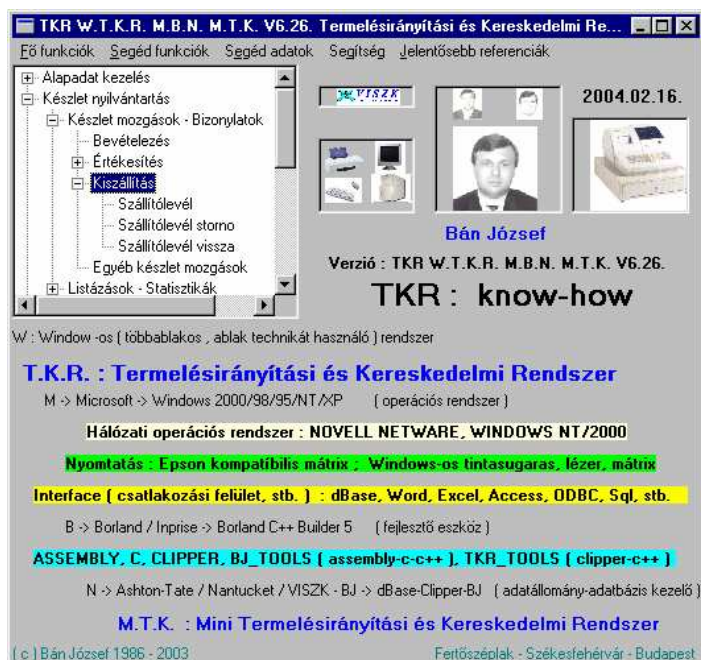 TKR W.T.K.R. M.B.N. M.T.K. V6.26. Termelésirányítási és Kereskedelmi Re...
Fő funkciók Segéd funkciók Segéd adatok Segítség Jelentősebb referenciák
Alapadat kezelés
Készlet nyilvántartás
Készlet mozgások - Bizonylatok
Bevételezés
Értékesítés
Kiszállítás
Szállítólevél
Szállítólevél storno
Szállítólevél vissza
Egyéb készlet mozgások
Listázások - Statisztikák
VISZK
2004.02.16.
Bán József
Verzió : TKR W.T.K.R. M.B.N. M.T.K. V6.26.
TKR : know-how
W : Window -os ( többablakos , ablak technikát használó ) rendszer
T.K.R. : Termelésirányítási és Kereskedelmi Rendszer
M -> Microsoft -> Windows 2000/98/95/NT/XP ( operációs rendszer )
Hálózati operációs rendszer : NOVELL NETWARE, WINDOWS NT/2000
Nyomtatás : Epson kompatíbilis mátrix ; Windows-os tintasugaras, lézer, mátrix
Interface ( csatlakozási felület, stb. ) : dBase, Word, Excel, Access, ODBC, Sql, stb.
B -> Borland / Inprise -> Borland C++ Builder 5 ( fejlesztő eszköz )
ASSEMBLY, C, CLIPPER, BJ_TOOLS ( assembly-c-c++ ), TKR_TOOLS ( clipper-c++ )
N -> Ashton-Tate / Nantucket / VISZK - BJ -> dBase-Clipper-BJ ( adatállomány-adatbázis kezelő )
M.T.K. : Mini Termelésirányítási és Kereskedelmi Rendszer
( c ) Bán József 1986 - 2003 Fertőszéplak - Székesfehérvár - Budapest